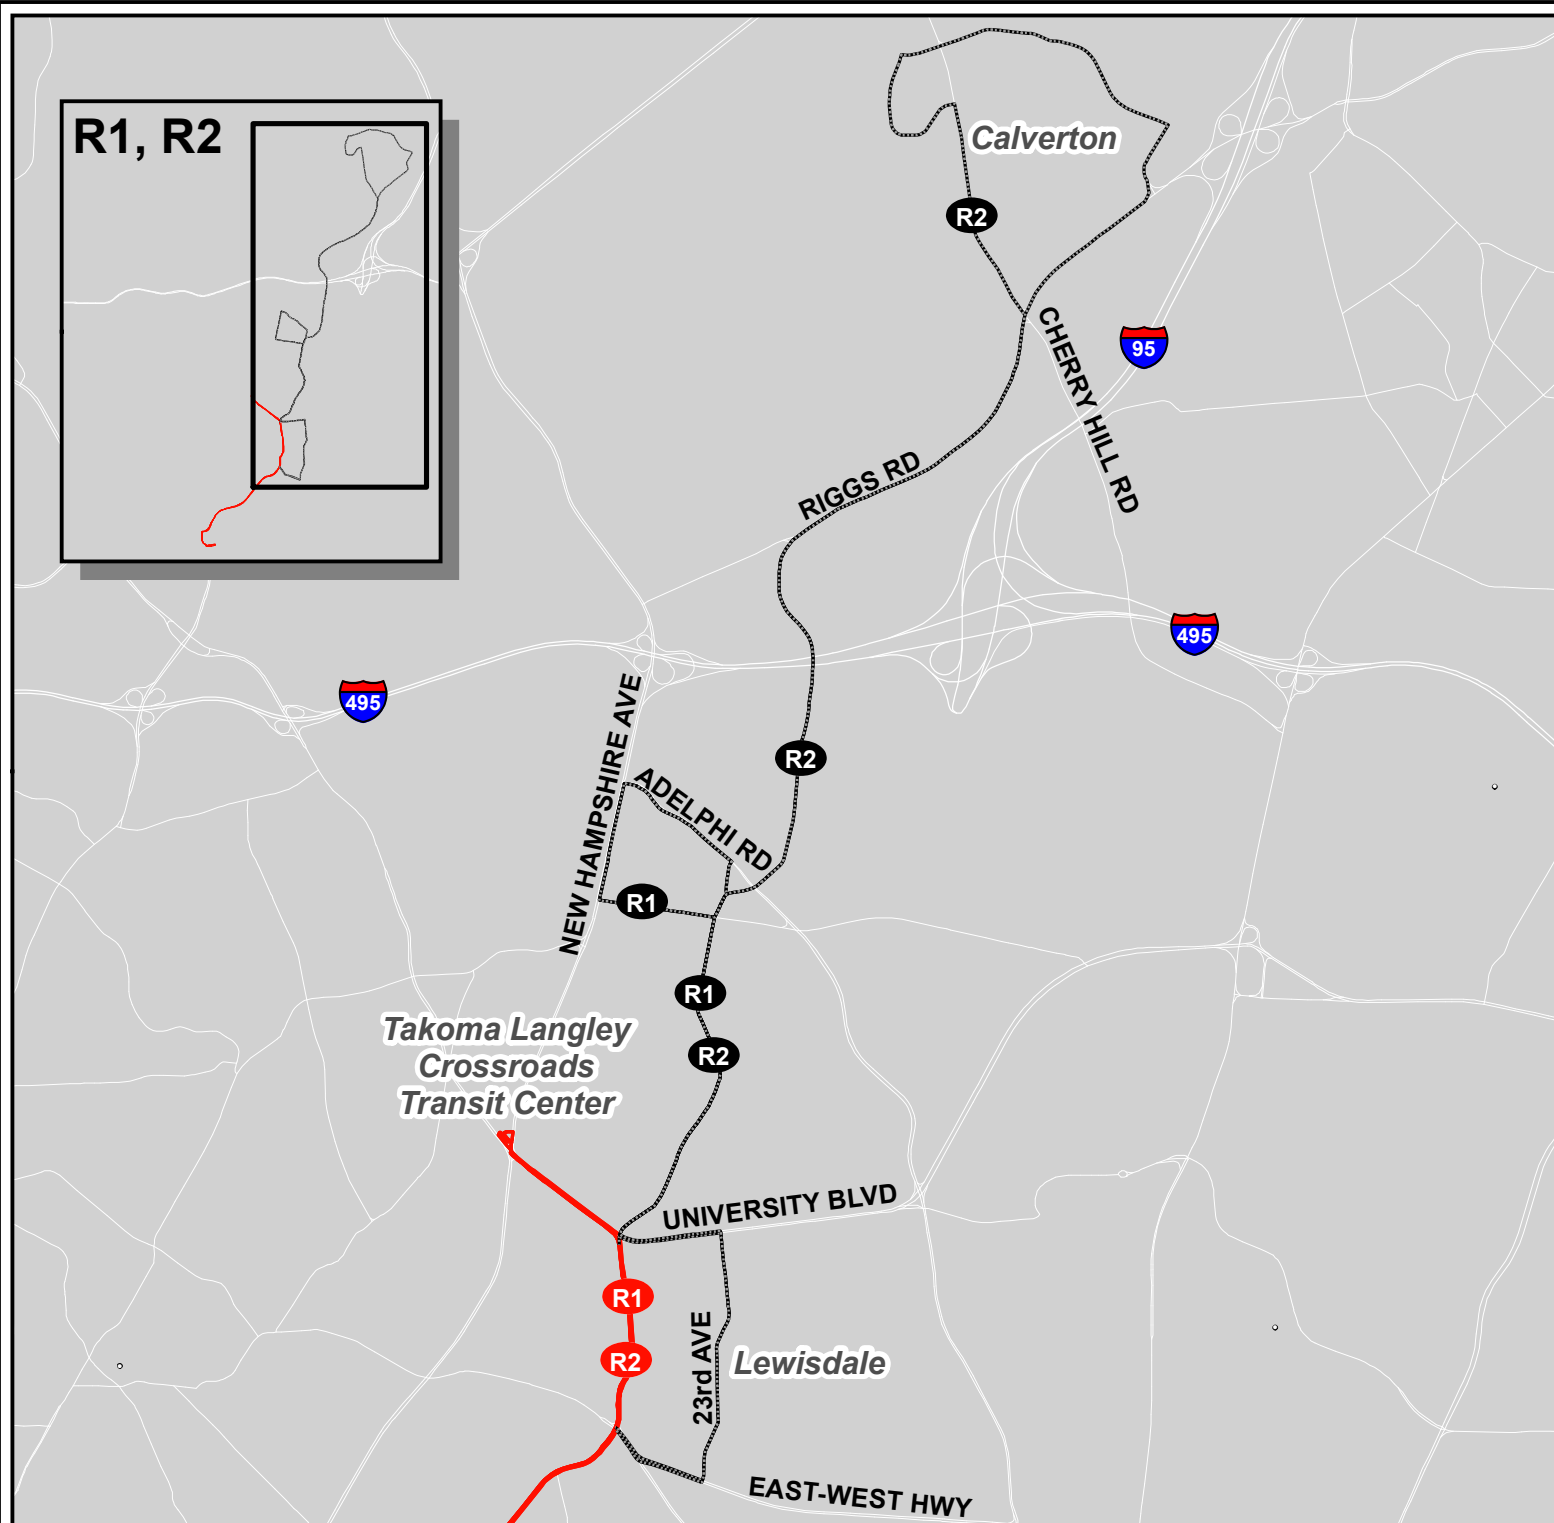 R1, R2
Calverton
R2
CHERRY HILL RD
95
RIGGS RD
495
495
NEW HAMPSHIRE AVE
ADELPHI RD
R2
R1
R1
R2
Takoma Langley
Crossroads
Transit Center
UNIVERSITY BLVD
R1
R2
23rd AVE
Lewisdale
EAST-WEST HWY